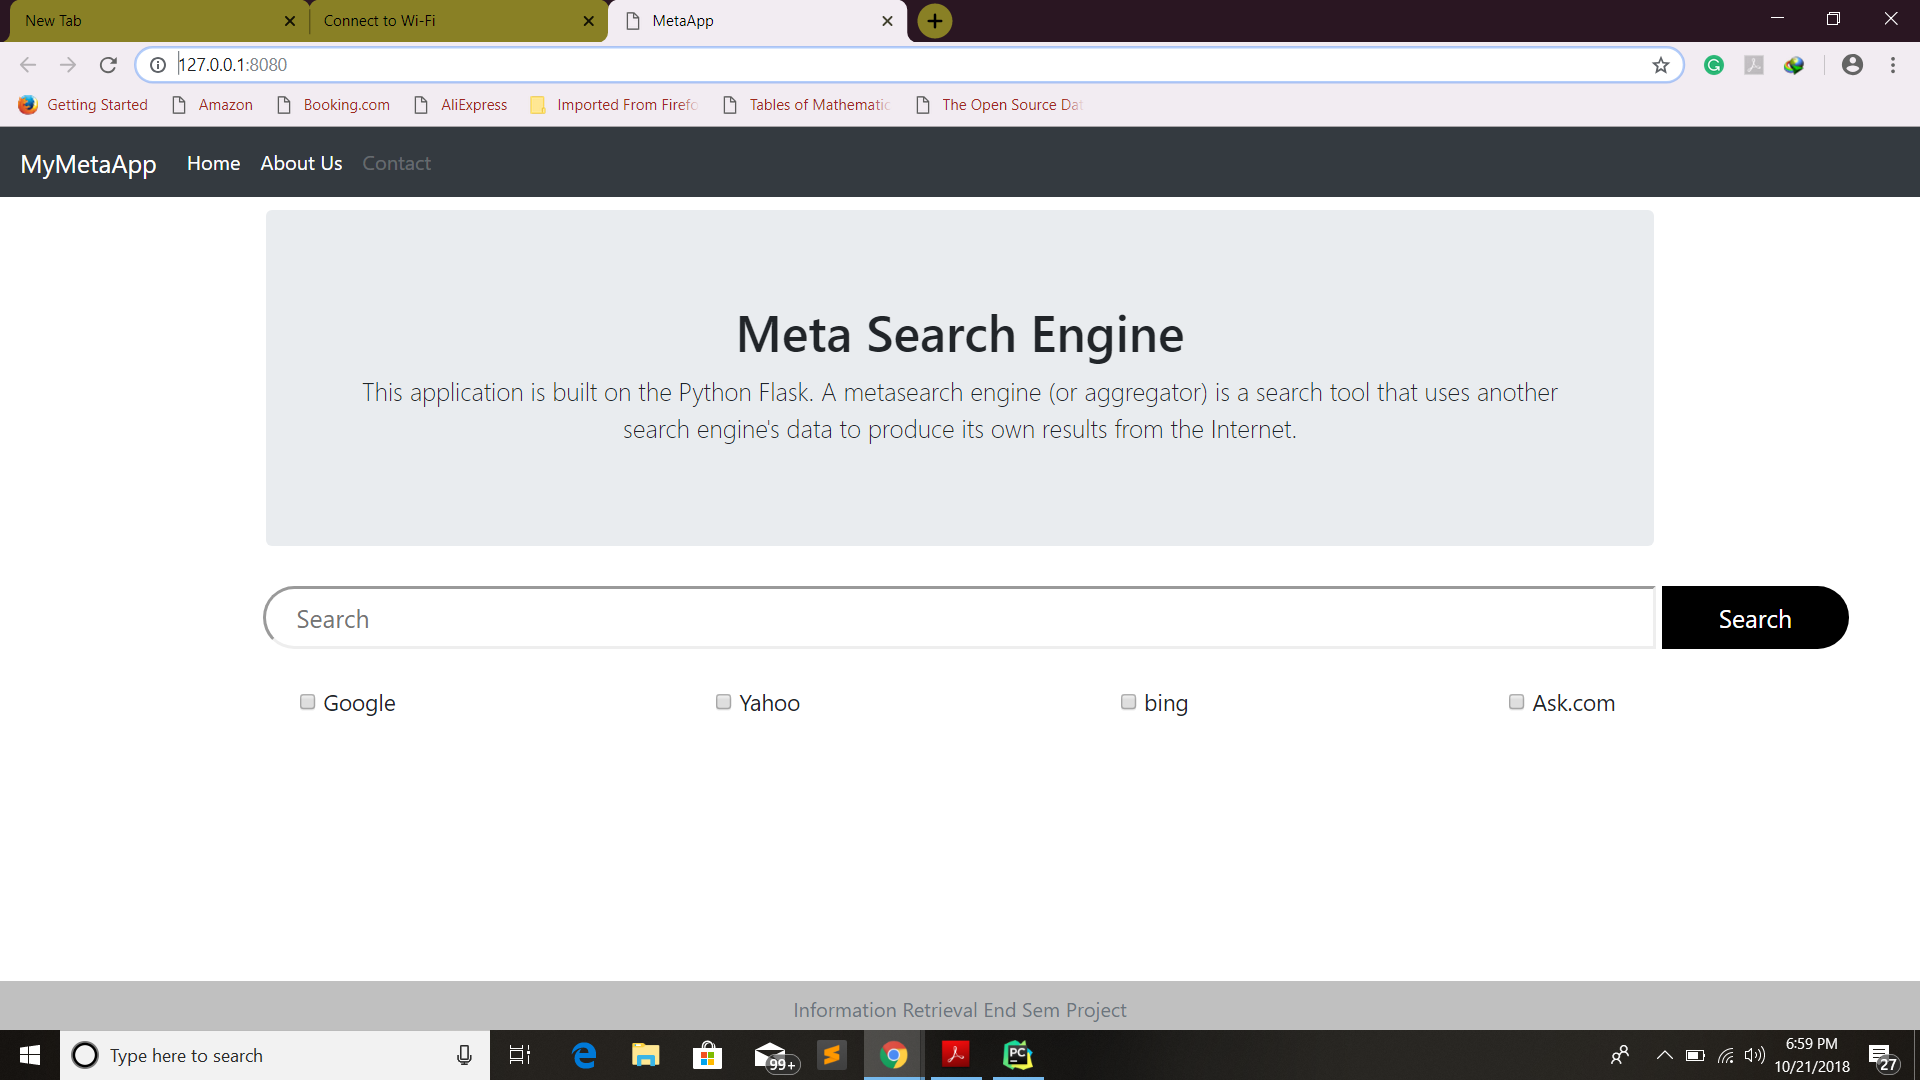 New Tab
Connect to Wi-Fi
MetaApp
127.0.0.1:8080
Getting Started
Amazon
Booking.com
AliExpress
Imported From Firefo
Tables of Mathematic
The Open Source Dat
MyMetaApp
Home
About Us
Contact
Meta Search Engine
This application is built on the Python Flask. A metasearch engine (or aggregator) is a search tool that uses another
search engine's data to produce its own results from the Internet.
Search
Search
Google
Yahoo
bing
Ask.com
Information Retrieval End Sem Project
Type here to search
99+
PC
6:59 PM
10/21/2018
27